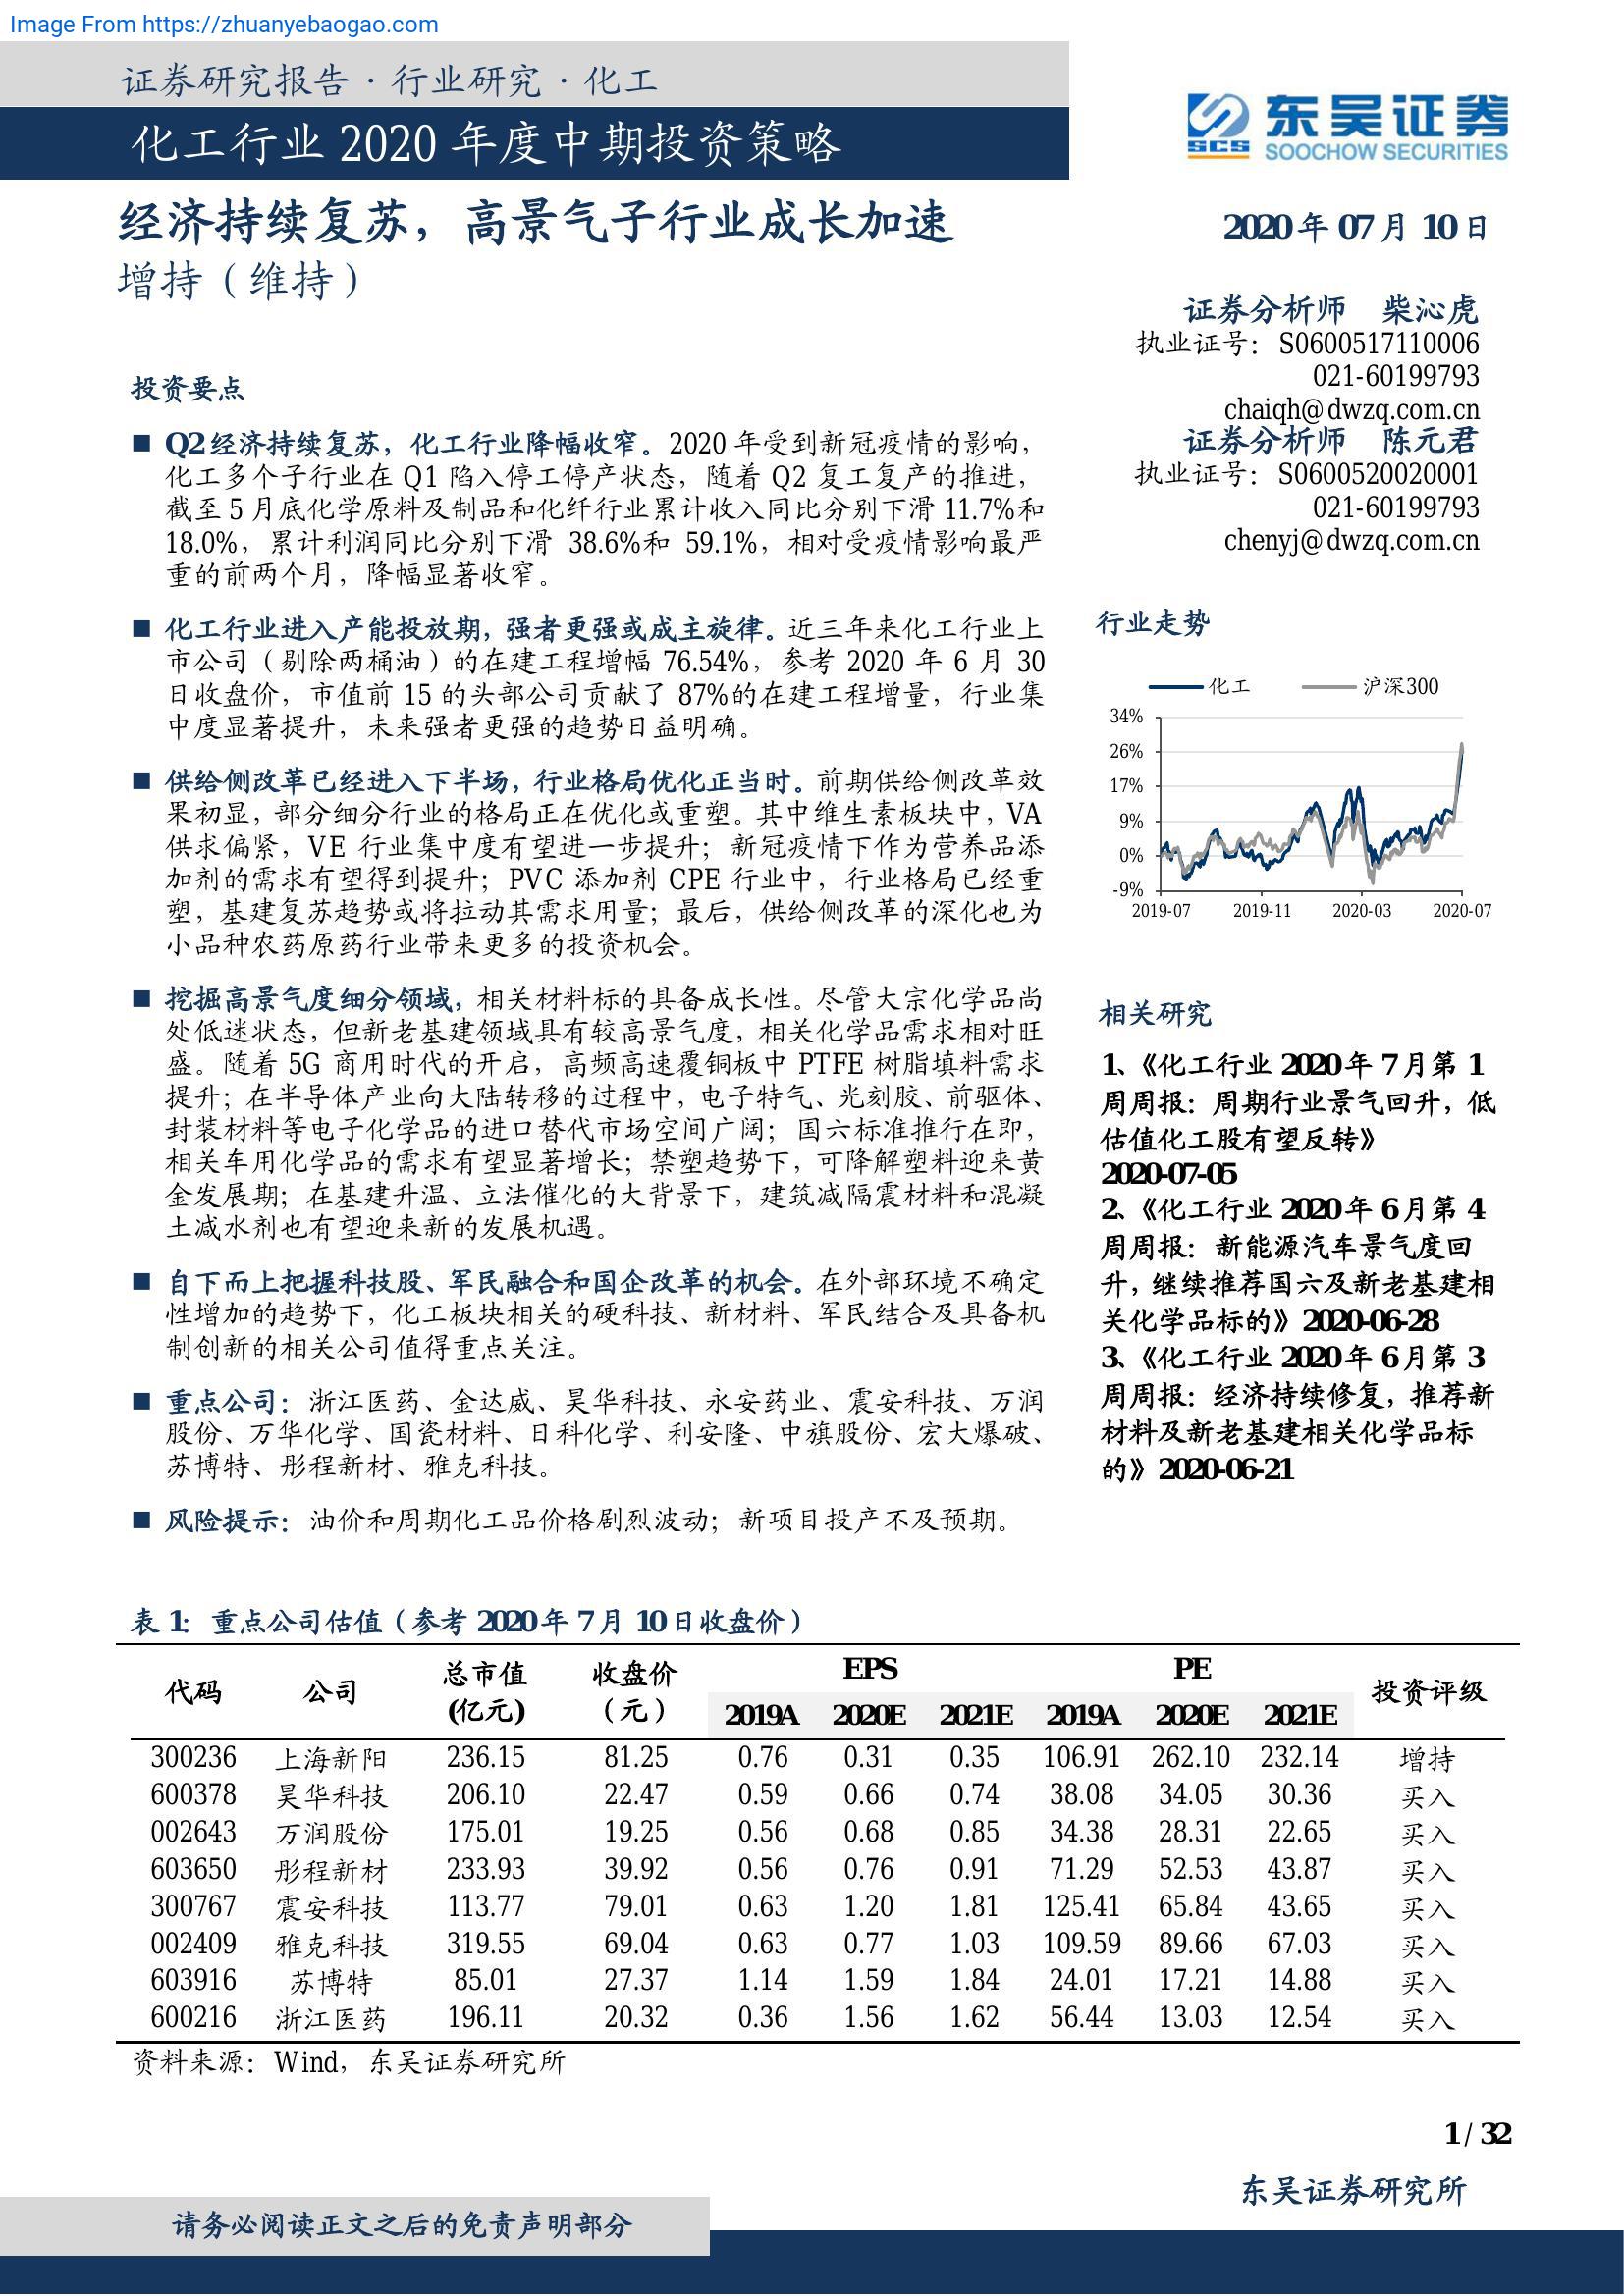 Image From https://zhuanyebaogao.com
证券研究报告·行业研究·化工
化工行业 2020 年度中期投资策略
东吴证券
SCS
SOOCHOW SECURITIES
经济持续复苏，高景气子行业成长加速
增持（维持）
投资要点
■ Q2 经济持续复苏，化工行业降幅收窄。2020 年受到新冠疫情的影响，
化工多个子行业在 Q1 陷入停工停产状态，随着 Q2 复工复产的推进，
截至 5 月底化学原料及制品和化纤行业累计收入同比分别下滑 11.7%和
18.0%，累计利润同比分别下滑 38.6%和 59.1%，相对受疫情影响最严
重的前两个月，降幅显著收窄。
■ 化工行业进入产能投放期，强者更强或成主旋律。近三年来化工行业上
市公司（剔除两桶油）的在建工程增幅 76.54%，参考 2020 年 6 月 30
日收盘价，市值前 15 的头部公司贡献了 87%的在建工程增量，行业集
中度显著提升，未来强者更强的趋势日益明确。
■ 供给侧改革已经进入下半场，行业格局优化正当时。前期供给侧改革效
果初显，部分细分行业的格局正在优化或重塑。其中维生素板块中，VA
供求偏紧，VE 行业集中度有望进一步提升；新冠疫情下作为营养品添
加剂的需求有望得到提升；PVC 添加剂 CPE 行业中，行业格局已经重
塑，基建复苏趋势或将拉动其需求用量；最后，供给侧改革的深化也为
小品种农药原药行业带来更多的投资机会。
■ 挖掘高景气度细分领域，相关材料标的具备成长性。尽管大宗化学品尚
处低迷状态，但新老基建领域具有较高景气度，相关化学品需求相对旺
盛。随着 5G 商用时代的开启，高频高速覆铜板中 PTFE 树脂填料需求
提升；在半导体产业向大陆转移的过程中，电子特气、光刻胶、前驱体、
封装材料等电子化学品的进口替代市场空间广阔；国六标准推行在即，
相关车用化学品的需求有望显著增长；禁塑趋势下，可降解塑料迎来黄
金发展期；在基建升温、立法催化的大背景下，建筑减隔震材料和混凝
土减水剂也有望迎来新的发展机遇。
■ 自下而上把握科技股、军民融合和国企改革的机会。在外部环境不确定
性增加的趋势下，化工板块相关的硬科技、新材料、军民结合及具备机
制创新的相关公司值得重点关注。
■ 重点公司：浙江医药、金达威、昊华科技、永安药业、震安科技、万润
股份、万华化学、国瓷材料、日科化学、利安隆、中旗股份、宏大爆破、
苏博特、彤程新材、雅克科技。
■ 风险提示：油价和周期化工品价格剧烈波动；新项目投产不及预期。
2020 年 07 月 10 日
证券分析师 柴沁虎
执业证号：S0600517110006
021-60199793
chaiqh@dwzq.com.cn
证券分析师 陈元君
执业证号：S0600520020001
021-60199793
chenyj@dwzq.com.cn
行业走势
化工 沪深300
34%
26%
17%
9%
0%
-9%
2019-07 2019-11 2020-03 2020-07
相关研究
1、《化工行业 2020 年 7 月第 1
周周报：周期行业景气回升，低
估值化工股有望反转》
2020-07-05
2、《化工行业 2020 年 6 月第 4
周周报：新能源汽车景气度回
升，继续推荐国六及新老基建相
关化学品标的》2020-06-28
3、《化工行业 2020 年 6 月第 3
周周报：经济持续修复，推荐新
材料及新老基建相关化学品标
的》2020-06-21
表 1：重点公司估值（参考 2020 年 7 月 10 日收盘价）
代码 公司 总市值 收盘价 EPS PE 投资评级
(亿元) （元） 2019A 2020E 2021E 2019A 2020E 2021E
300236 上海新阳 236.15 81.25 0.76 0.31 0.35 106.91 262.10 232.14 增持
600378 昊华科技 206.10 22.47 0.59 0.66 0.74 38.08 34.05 30.36 买入
002643 万润股份 175.01 19.25 0.56 0.68 0.85 34.38 28.31 22.65 买入
603650 彤程新材 233.93 39.92 0.56 0.76 0.91 71.29 52.53 43.87 买入
300767 震安科技 113.77 79.01 0.63 1.20 1.81 125.41 65.84 43.65 买入
002409 雅克科技 319.55 69.04 0.63 0.77 1.03 109.59 89.66 67.03 买入
603916 苏博特 85.01 27.37 1.14 1.59 1.84 24.01 17.21 14.88 买入
600216 浙江医药 196.11 20.32 0.36 1.56 1.62 56.44 13.03 12.54 买入
资料来源：Wind，东吴证券研究所
1 / 32
东吴证券研究所
请务必阅读正文之后的免责声明部分